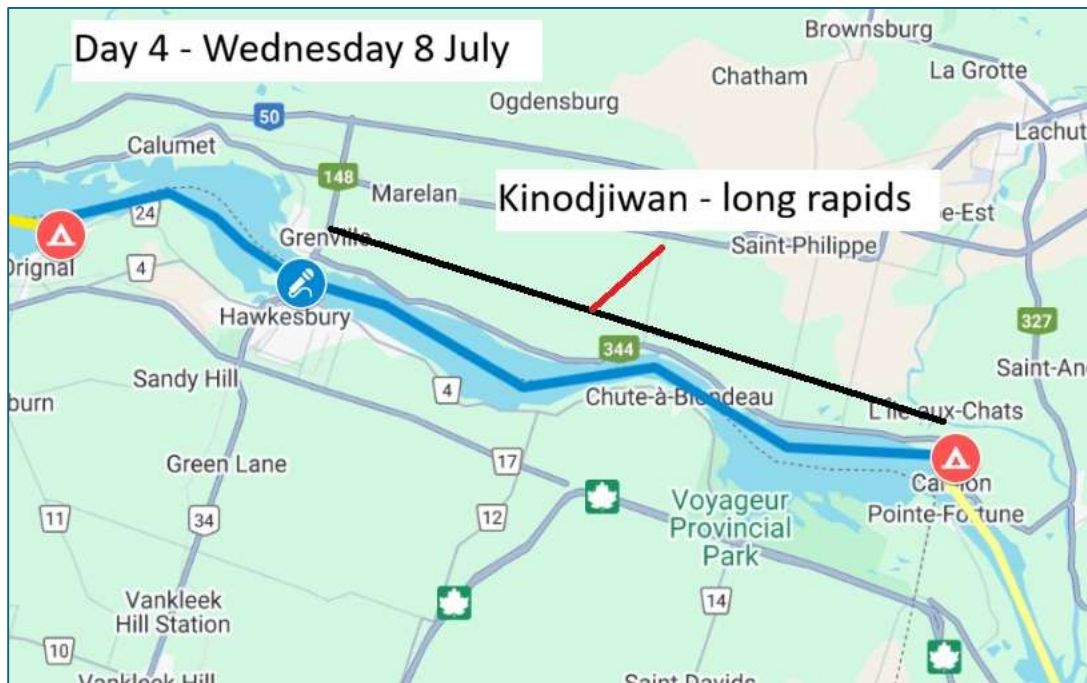 Day 4 - Wednesday 8 July
Brownsburg
La Grotte
Chatham
Ogdensburg
50
Lachut
Calumet
148
Marelan
Kinodjiwan - long rapids
e-Est
24
Grenville
Saint-Philippe
Orignal
4
Hawkesbury
327
344
Saint-An
Sandy Hill
4
Chute-à-Blondeau
burn
L'Île-aux-Chats
Green Lane
17
Carillon
Voyageur
Provincial
Park
Pointe-Fortune
11
34
12
Vankleek
Hill Station
14
10
Vankleek Hill
Saint Davids